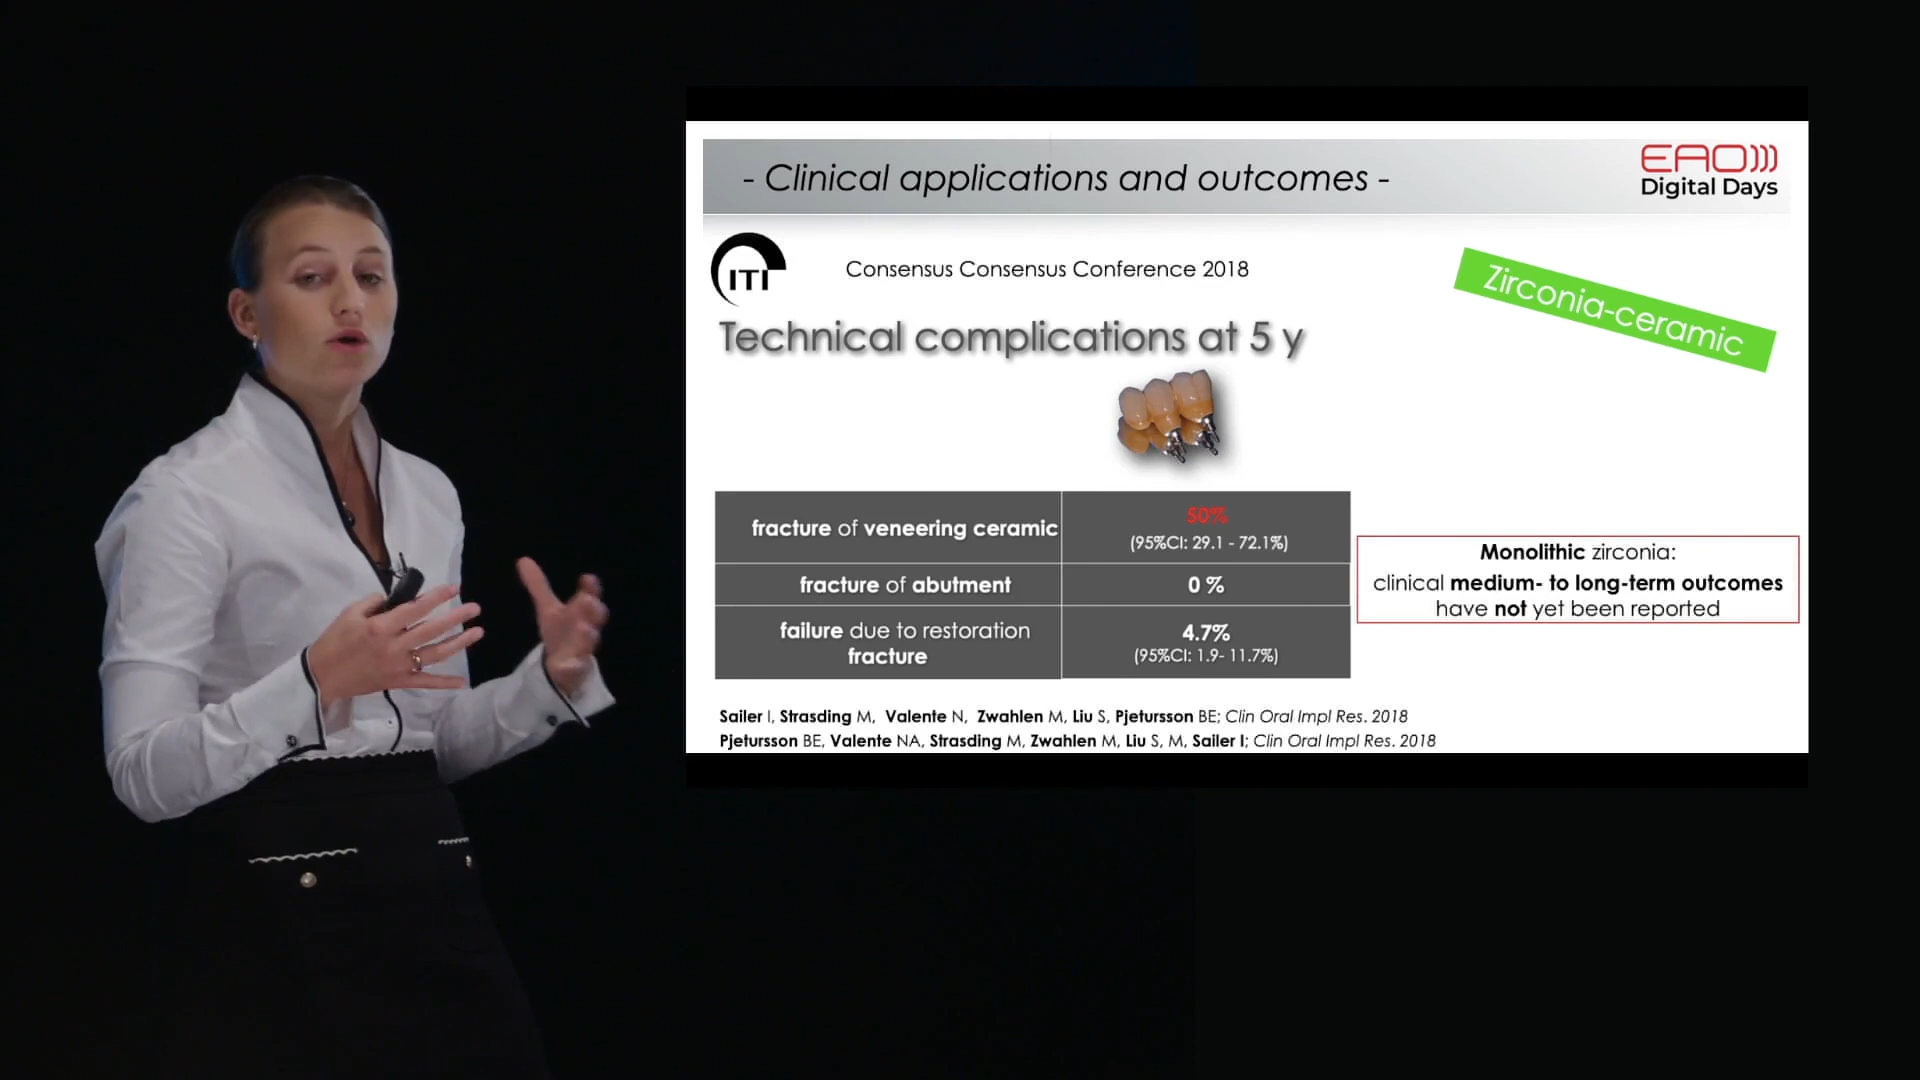 - Clinical applications and outcomes -
EAO)))
Digital Days
ITI
Consensus Consensus Conference 2018
Zirconia-ceramic
Technical complications at 5 y
fracture of veneering ceramic
50%
(95%CI: 29.1 - 72.1%)
fracture of abutment
0 %
failure due to restoration
fracture
4.7%
(95%CI: 1.9- 11.7%)
Monolithic zirconia:
clinical medium- to long-term outcomes
have not yet been reported
Sailer I, Strasding M, Valente N, Zwahlen M, Liu S, Pjetursson BE; Clin Oral Impl Res. 2018
Pjetursson BE, Valente NA, Strasding M, Zwahlen M, Liu S, M, Sailer I; Clin Oral Impl Res. 2018